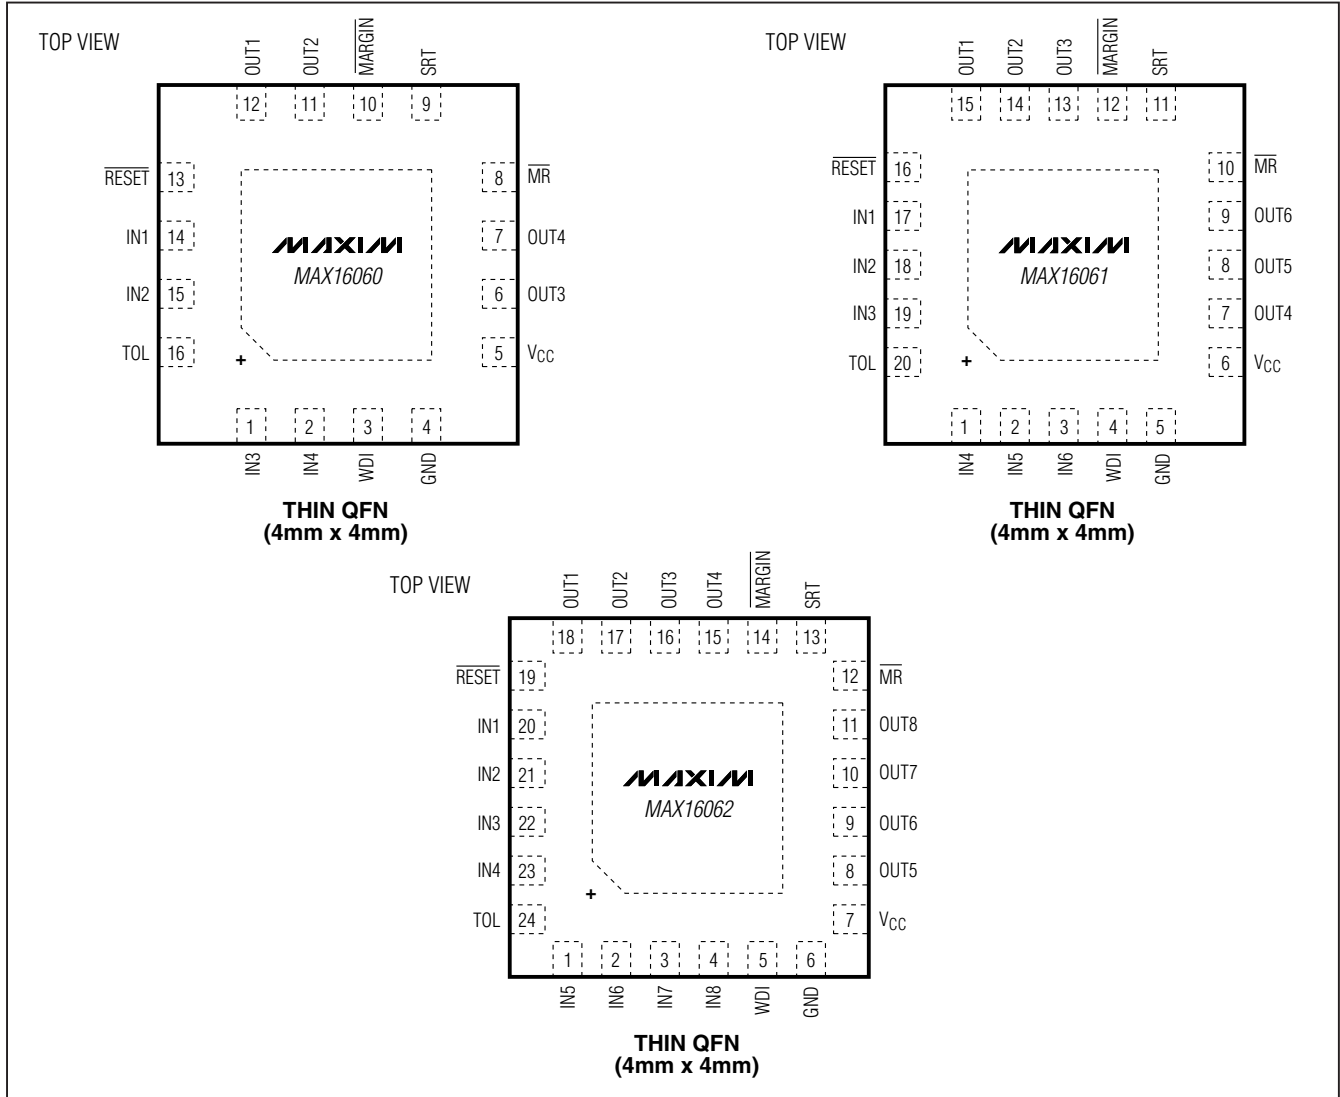 TOP VIEW
OUT1 OUT2 MARGIN SRT
12 11 10 9
RESET 13 8 MR
IN1 14 7 OUT4
MAXIM
MAX16060
IN2 15 6 OUT3
TOL 16 5 VCC
+
1 2 3 4
IN3 IN4 WDI GND
THIN QFN
(4mm x 4mm)
TOP VIEW
OUT1 OUT2 OUT3 MARGIN SRT
15 14 13 12 11
RESET 16 10 MR
IN1 17 9 OUT6
MAXIM
MAX16061
IN2 18 8 OUT5
IN3 19 7 OUT4
TOL 20 6 VCC
+
1 2 3 4 5
IN4 IN5 IN6 WDI GND
THIN QFN
(4mm x 4mm)
TOP VIEW
OUT1 OUT2 OUT3 OUT4 MARGIN SRT
18 17 16 15 14 13
RESET 19 12 MR
IN1 20 11 OUT8
IN2 21 10 OUT7
MAXIM
MAX16062
IN3 22 9 OUT6
IN4 23 8 OUT5
TOL 24 7 VCC
+
1 2 3 4 5 6
IN5 IN6 IN7 IN8 WDI GND
THIN QFN
(4mm x 4mm)